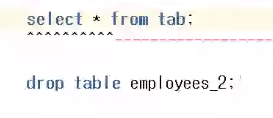 select * from tab;
^^^^^^^^^^
drop table employees_2;